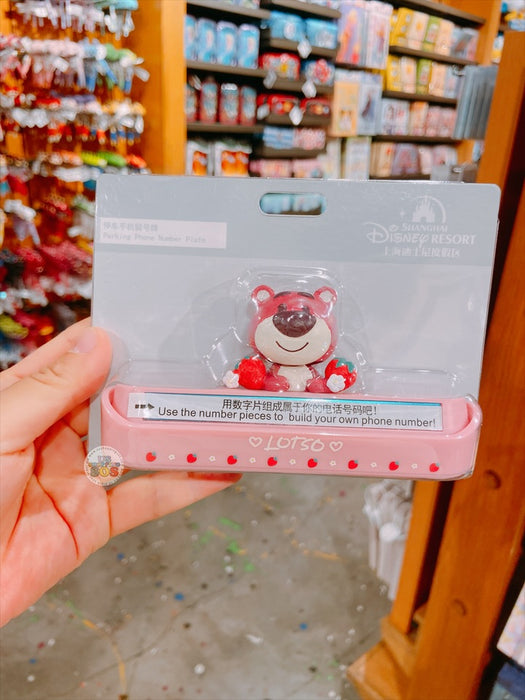 停车手机號号牌
Parking Phone Number Plate
SHANGHAI
Disney RESORT
上海迪士尼度假区
用数字片组成属于你的电话号码吧!
Use the number pieces to build your own phone number!
LOTSO